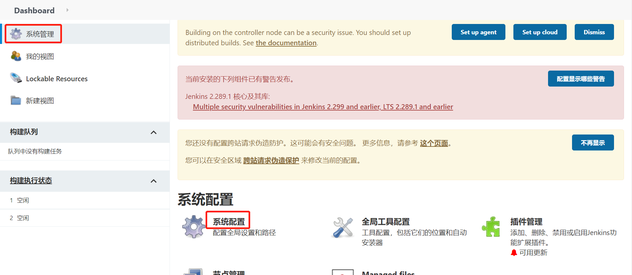 Dashboard
系统管理
我的视图
Lockable Resources
新建视图
构建队列
队列中没有构建任务
构建执行状态
1 空闲
2 空闲
Building on the controller node can be a security issue. You should set up
distributed builds. See the documentation.
Set up agent
Set up cloud
Dismiss
当前安装的下列组件已有警告发布。
配置显示哪些警告
Jenkins 2.289.1 核心及其库:
Multiple security vulnerabilities in Jenkins 2.299 and earlier, LTS 2.289.1 and earlier
您还没有配置跨站请求伪造防护。这可能会有安全问题。 更多信息，请参考 这个页面。
不再显示
您可以在安全区域 跨站请求伪造保护 来修改当前的配置。
系统配置
系统配置
配置全局设置和路径
全局工具配置
工具配置，包括它们的位置和自动
安装器
插件管理
添加、删除、禁用或启用Jenkins功
能扩展插件。
可用更新
节点管理
Managed files